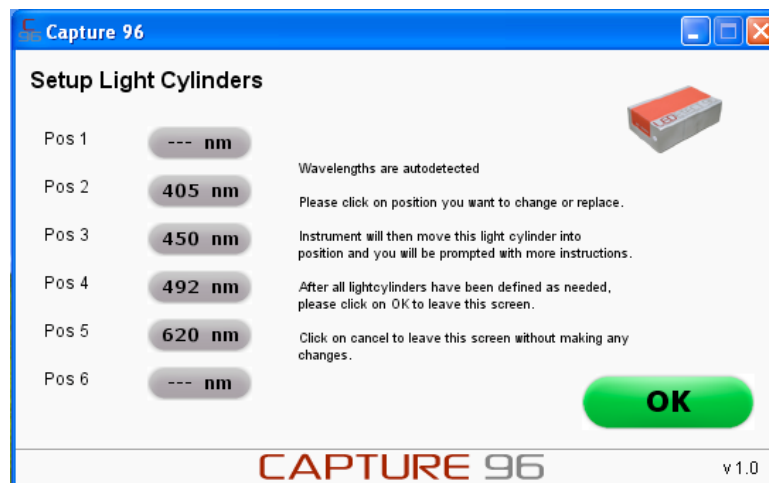 C
96 Capture 96
Setup Light Cylinders
Pos 1 --- nm
Pos 2 405 nm
Pos 3 450 nm
Pos 4 492 nm
Pos 5 620 nm
Pos 6 --- nm
Wavelengths are autodetected
Please click on position you want to change or replace.
Instrument will then move this light cylinder into
position and you will be prompted with more instructions.
After all lightcylinders have been defined as needed,
please click on OK to leave this screen.
Click on cancel to leave this screen without making any
changes.
OK
CAPTURE 96
v 1.0